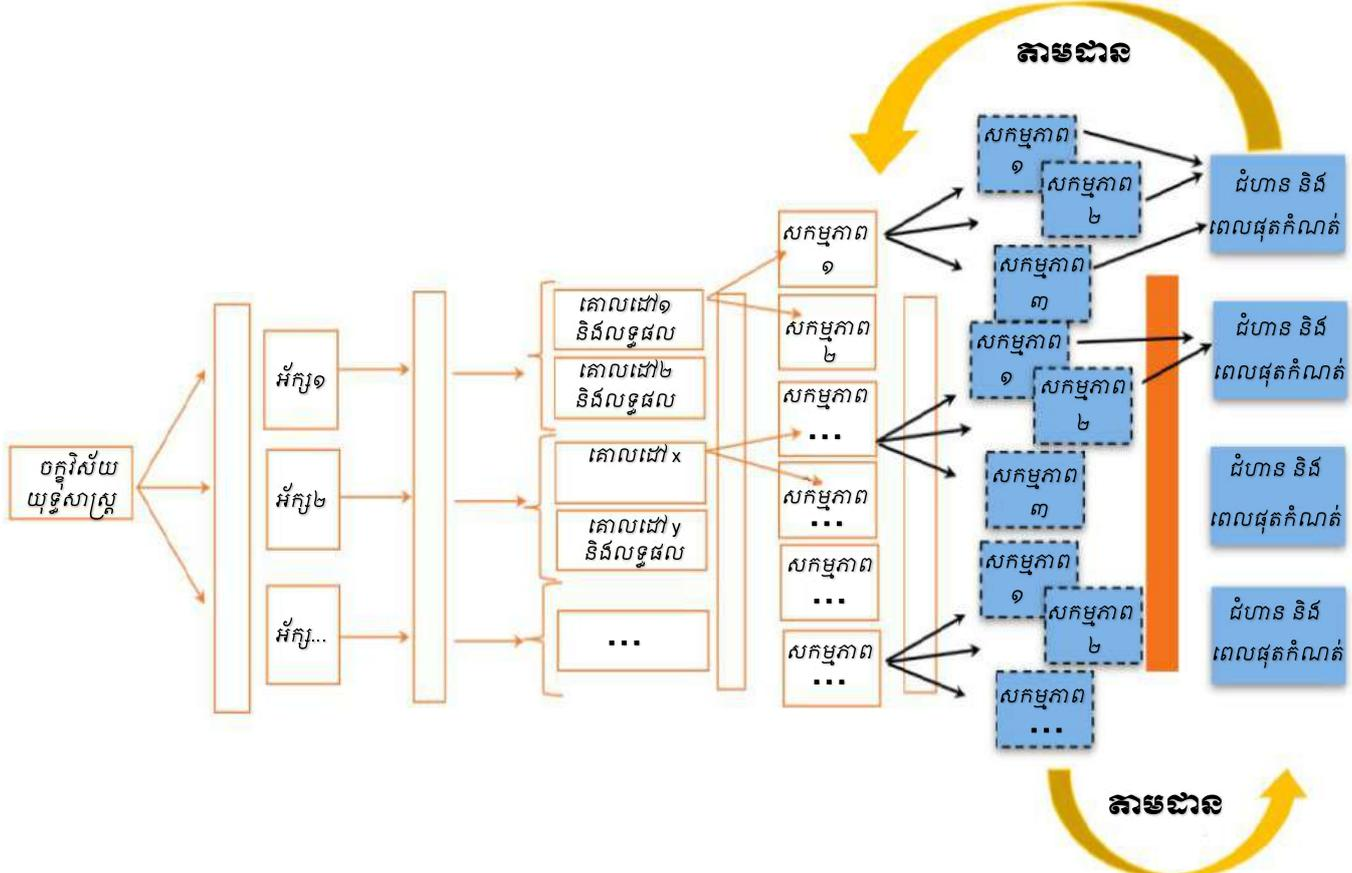 តាមដាន
ចក្ខុវិស័យ
យុទ្ធសាស្ត្រ
អ័ក្ស១
អ័ក្ស២
អ័ក្ស...
គោលដៅ១
និងលទ្ធផល
គោលដៅ២
និងលទ្ធផល
គោលដៅ x
គោលដៅ y
និងលទ្ធផល
...
សកម្មភាព
១
សកម្មភាព
២
សកម្មភាព
...
សកម្មភាព
...
សកម្មភាព
...
សកម្មភាព
...
សកម្មភាព
១
សកម្មភាព
២
សកម្មភាព
៣
សកម្មភាព
១
សកម្មភាព
២
សកម្មភាព
៣
សកម្មភាព
១
សកម្មភាព
២
សកម្មភាព
...
ជំហាន និង
ពេលផុតកំណត់
ជំហាន និង
ពេលផុតកំណត់
ជំហាន និង
ពេលផុតកំណត់
ជំហាន និង
ពេលផុតកំណត់
តាមដាន